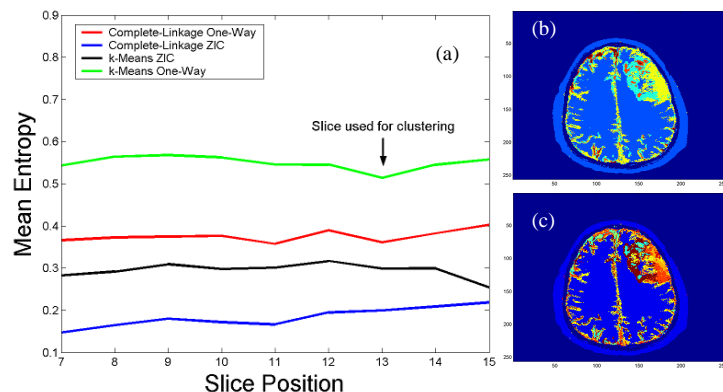 0.9
0.8
0.7
0.6
0.5
0.4
0.3
0.2
0.1
Mean Entropy
Complete-Linkage One-Way
Complete-Linkage ZIC
k-Means ZIC
k-Means One-Way
(a)
Slice used for clustering
7 8 9 10 11 12 13 14 15
Slice Position
(b)
50
100
150
200
250
50 100 150 200 250
(c)
50
100
150
200
250
50 100 150 200 250